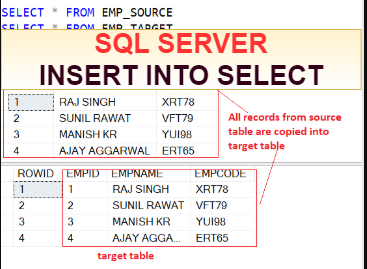 SELECT * FROM EMP_SOURCE
SELECT * FROM EMP_TARGET
SQL SERVER
INSERT INTO SELECT
1 RAJ SINGH XRT78
2 SUNIL RAWAT VFT79
3 MANISH KR YUI98
4 AJAY AGGARWAL ERT65
All records from source
table are copied into
target table
ROWID EMPID EMPNAME EMPCODE
1 1 RAJ SINGH XRT78
2 2 SUNIL RAWAT VFT79
3 3 MANISH KR YUI98
4 4 AJAY AGGA... ERT65
target table